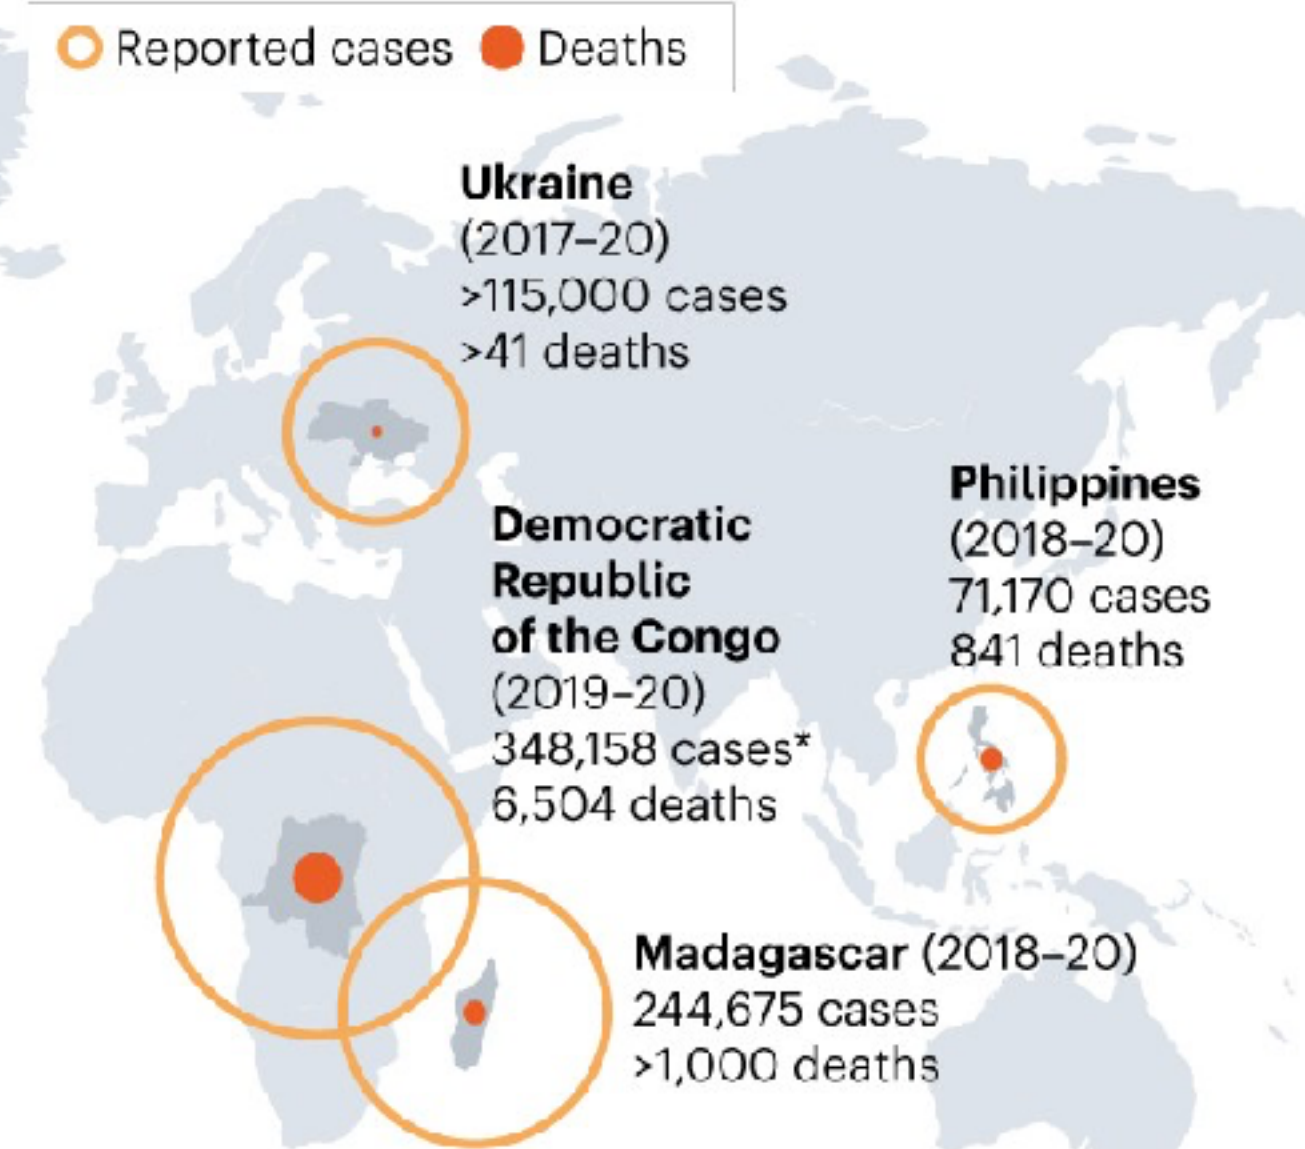 Reported cases Deaths
Ukraine
(2017–20)
>115,000 cases
>41 deaths
Democratic
Republic
of the Congo
(2019–20)
348,158 cases*
6,504 deaths
Philippines
(2018–20)
71,170 cases
841 deaths
Madagascar (2018–20)
244,675 cases
>1,000 deaths